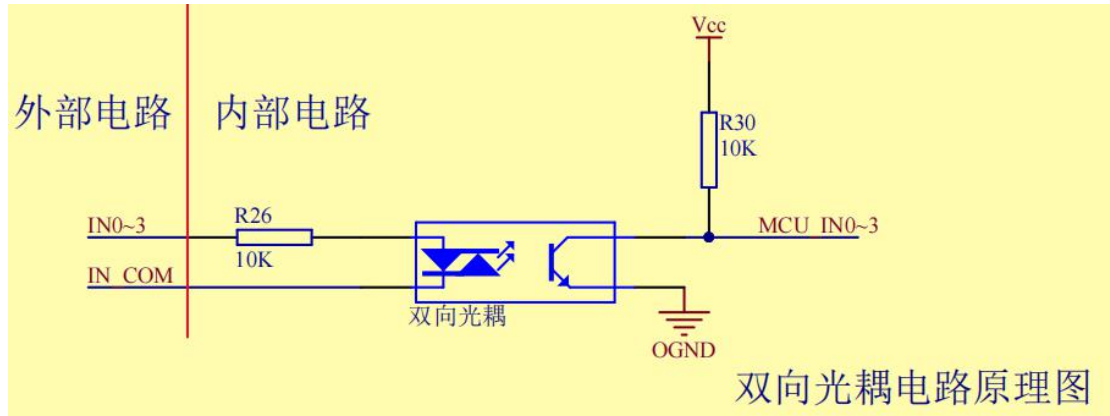 Vcc
外部电路
内部电路
R30
10K
IN0~3
R26
10K
MCU_IN0~3
IN_COM
双向光耦
OGND
双向光耦电路原理图